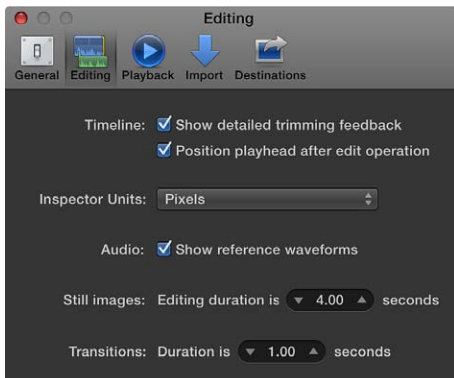 Editing
General Editing Playback Import Destinations
Timeline: Show detailed trimming feedback
Position playhead after edit operation
Inspector Units: Pixels
Audio: Show reference waveforms
Still images: Editing duration is 4.00 seconds
Transitions: Duration is 1.00 seconds